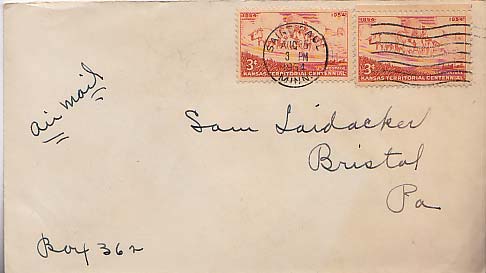 1854 1954
1854 1954
SAINT PAUL
AUG
3 PM
1954
MINN.
3¢
KANSAS TERRITORIAL CENTENNIAL
3¢
KANSAS TERRITORIAL CENTENNIAL
air mail
Sam Laidacker
Bristol
Pa
Box 362